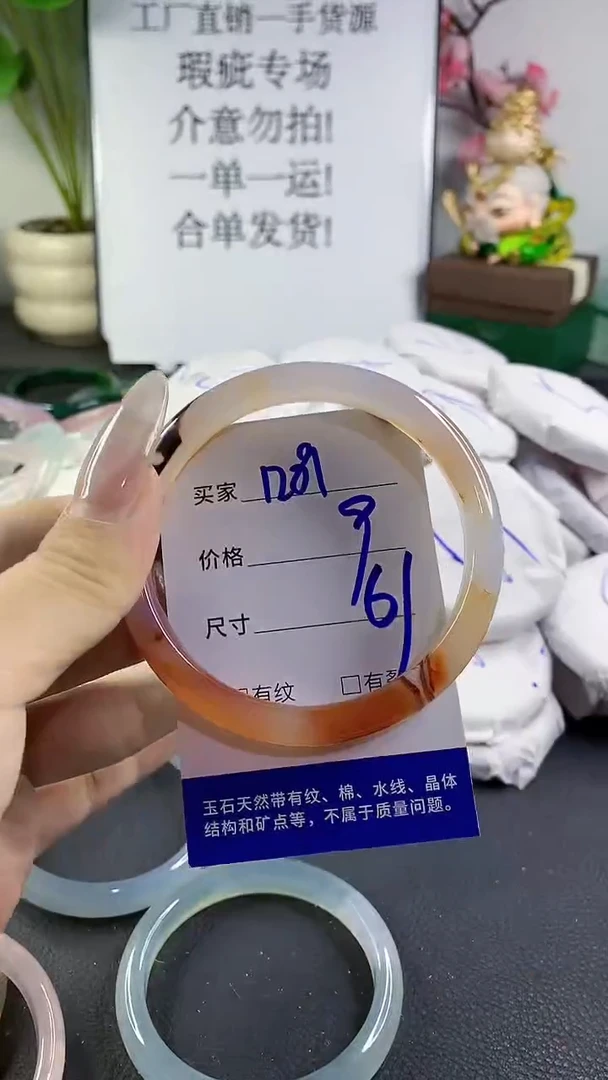 工厂直销一手货源
瑕疵专场
介意勿拍!
一单一运!
合单发货!
买家
价格
尺寸 61
有纹 □有
玉石天然带有纹、棉、水线、晶体
结构和矿点等，不属于质量问题。